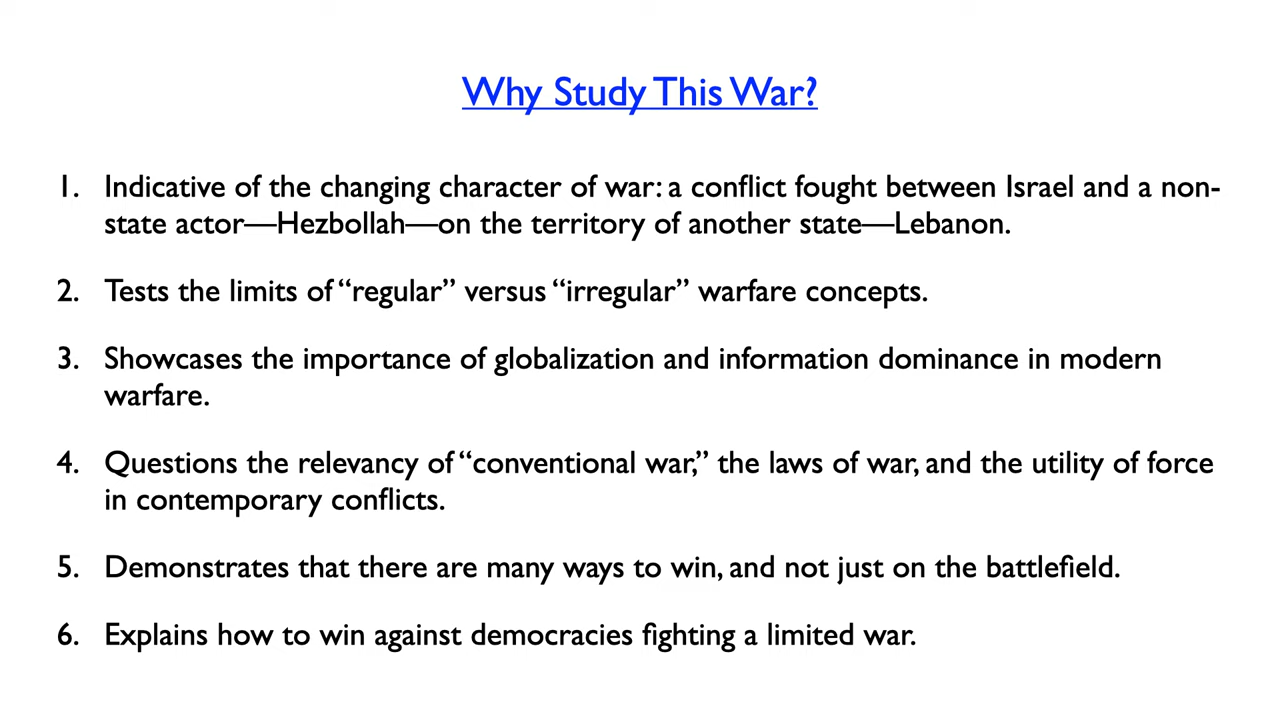 Why Study This War?
1. Indicative of the changing character of war: a conflict fought between Israel and a non-
state actor—Hezbollah—on the territory of another state—Lebanon.
2. Tests the limits of “regular” versus “irregular” warfare concepts.
3. Showcases the importance of globalization and information dominance in modern
warfare.
4. Questions the relevancy of “conventional war,” the laws of war, and the utility of force
in contemporary conflicts.
5. Demonstrates that there are many ways to win, and not just on the battlefield.
6. Explains how to win against democracies fighting a limited war.